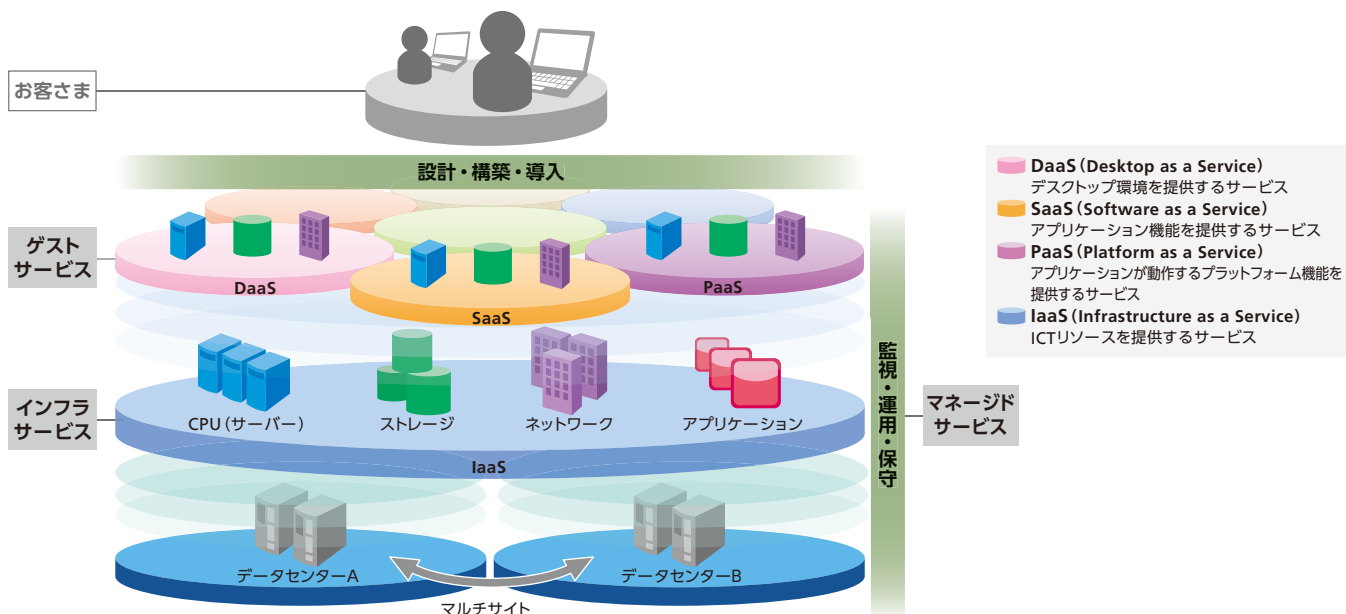 お客さま
設計・構築・導入
ゲスト
サービス
DaaS
SaaS
PaaS
インフラ
サービス
CPU(サーバー)
ストレージ
ネットワーク
アプリケーション
IaaS
データセンターA
データセンターB
マルチサイト
監視・運用・保守
マネージド
サービス
DaaS(Desktop as a Service)
デスクトップ環境を提供するサービス
SaaS(Software as a Service)
アプリケーション機能を提供するサービス
PaaS(Platform as a Service)
アプリケーションが動作するプラットフォーム機能を
提供するサービス
IaaS(Infrastructure as a Service)
ICTリソースを提供するサービス